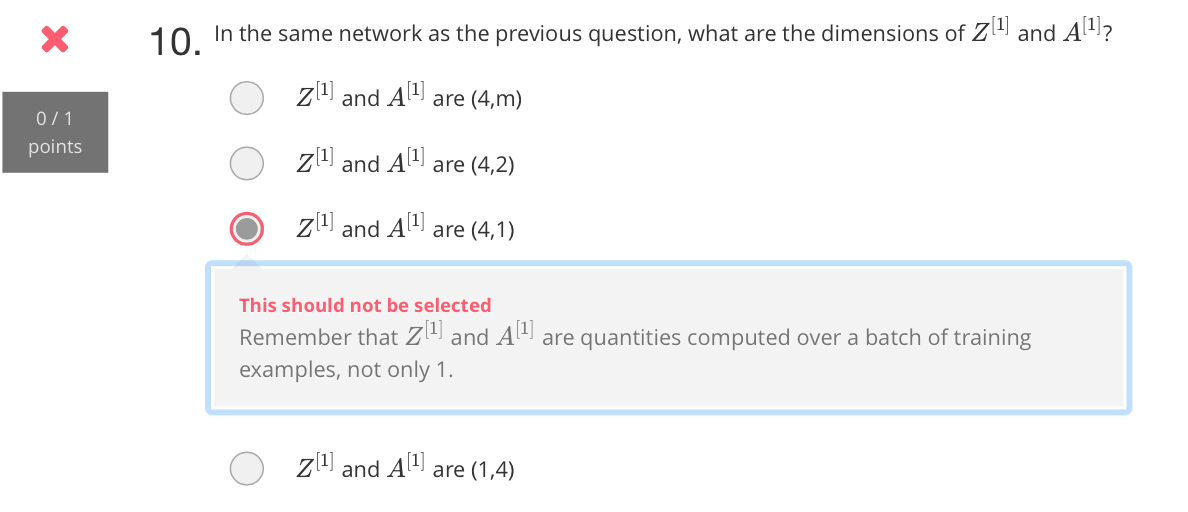 10. In the same network as the previous question, what are the dimensions of Z^[1] and A^[1]?
0 / 1
points
Z^[1] and A^[1] are (4,m)
Z^[1] and A^[1] are (4,2)
Z^[1] and A^[1] are (4,1)
This should not be selected
Remember that Z^[1] and A^[1] are quantities computed over a batch of training
examples, not only 1.
Z^[1] and A^[1] are (1,4)